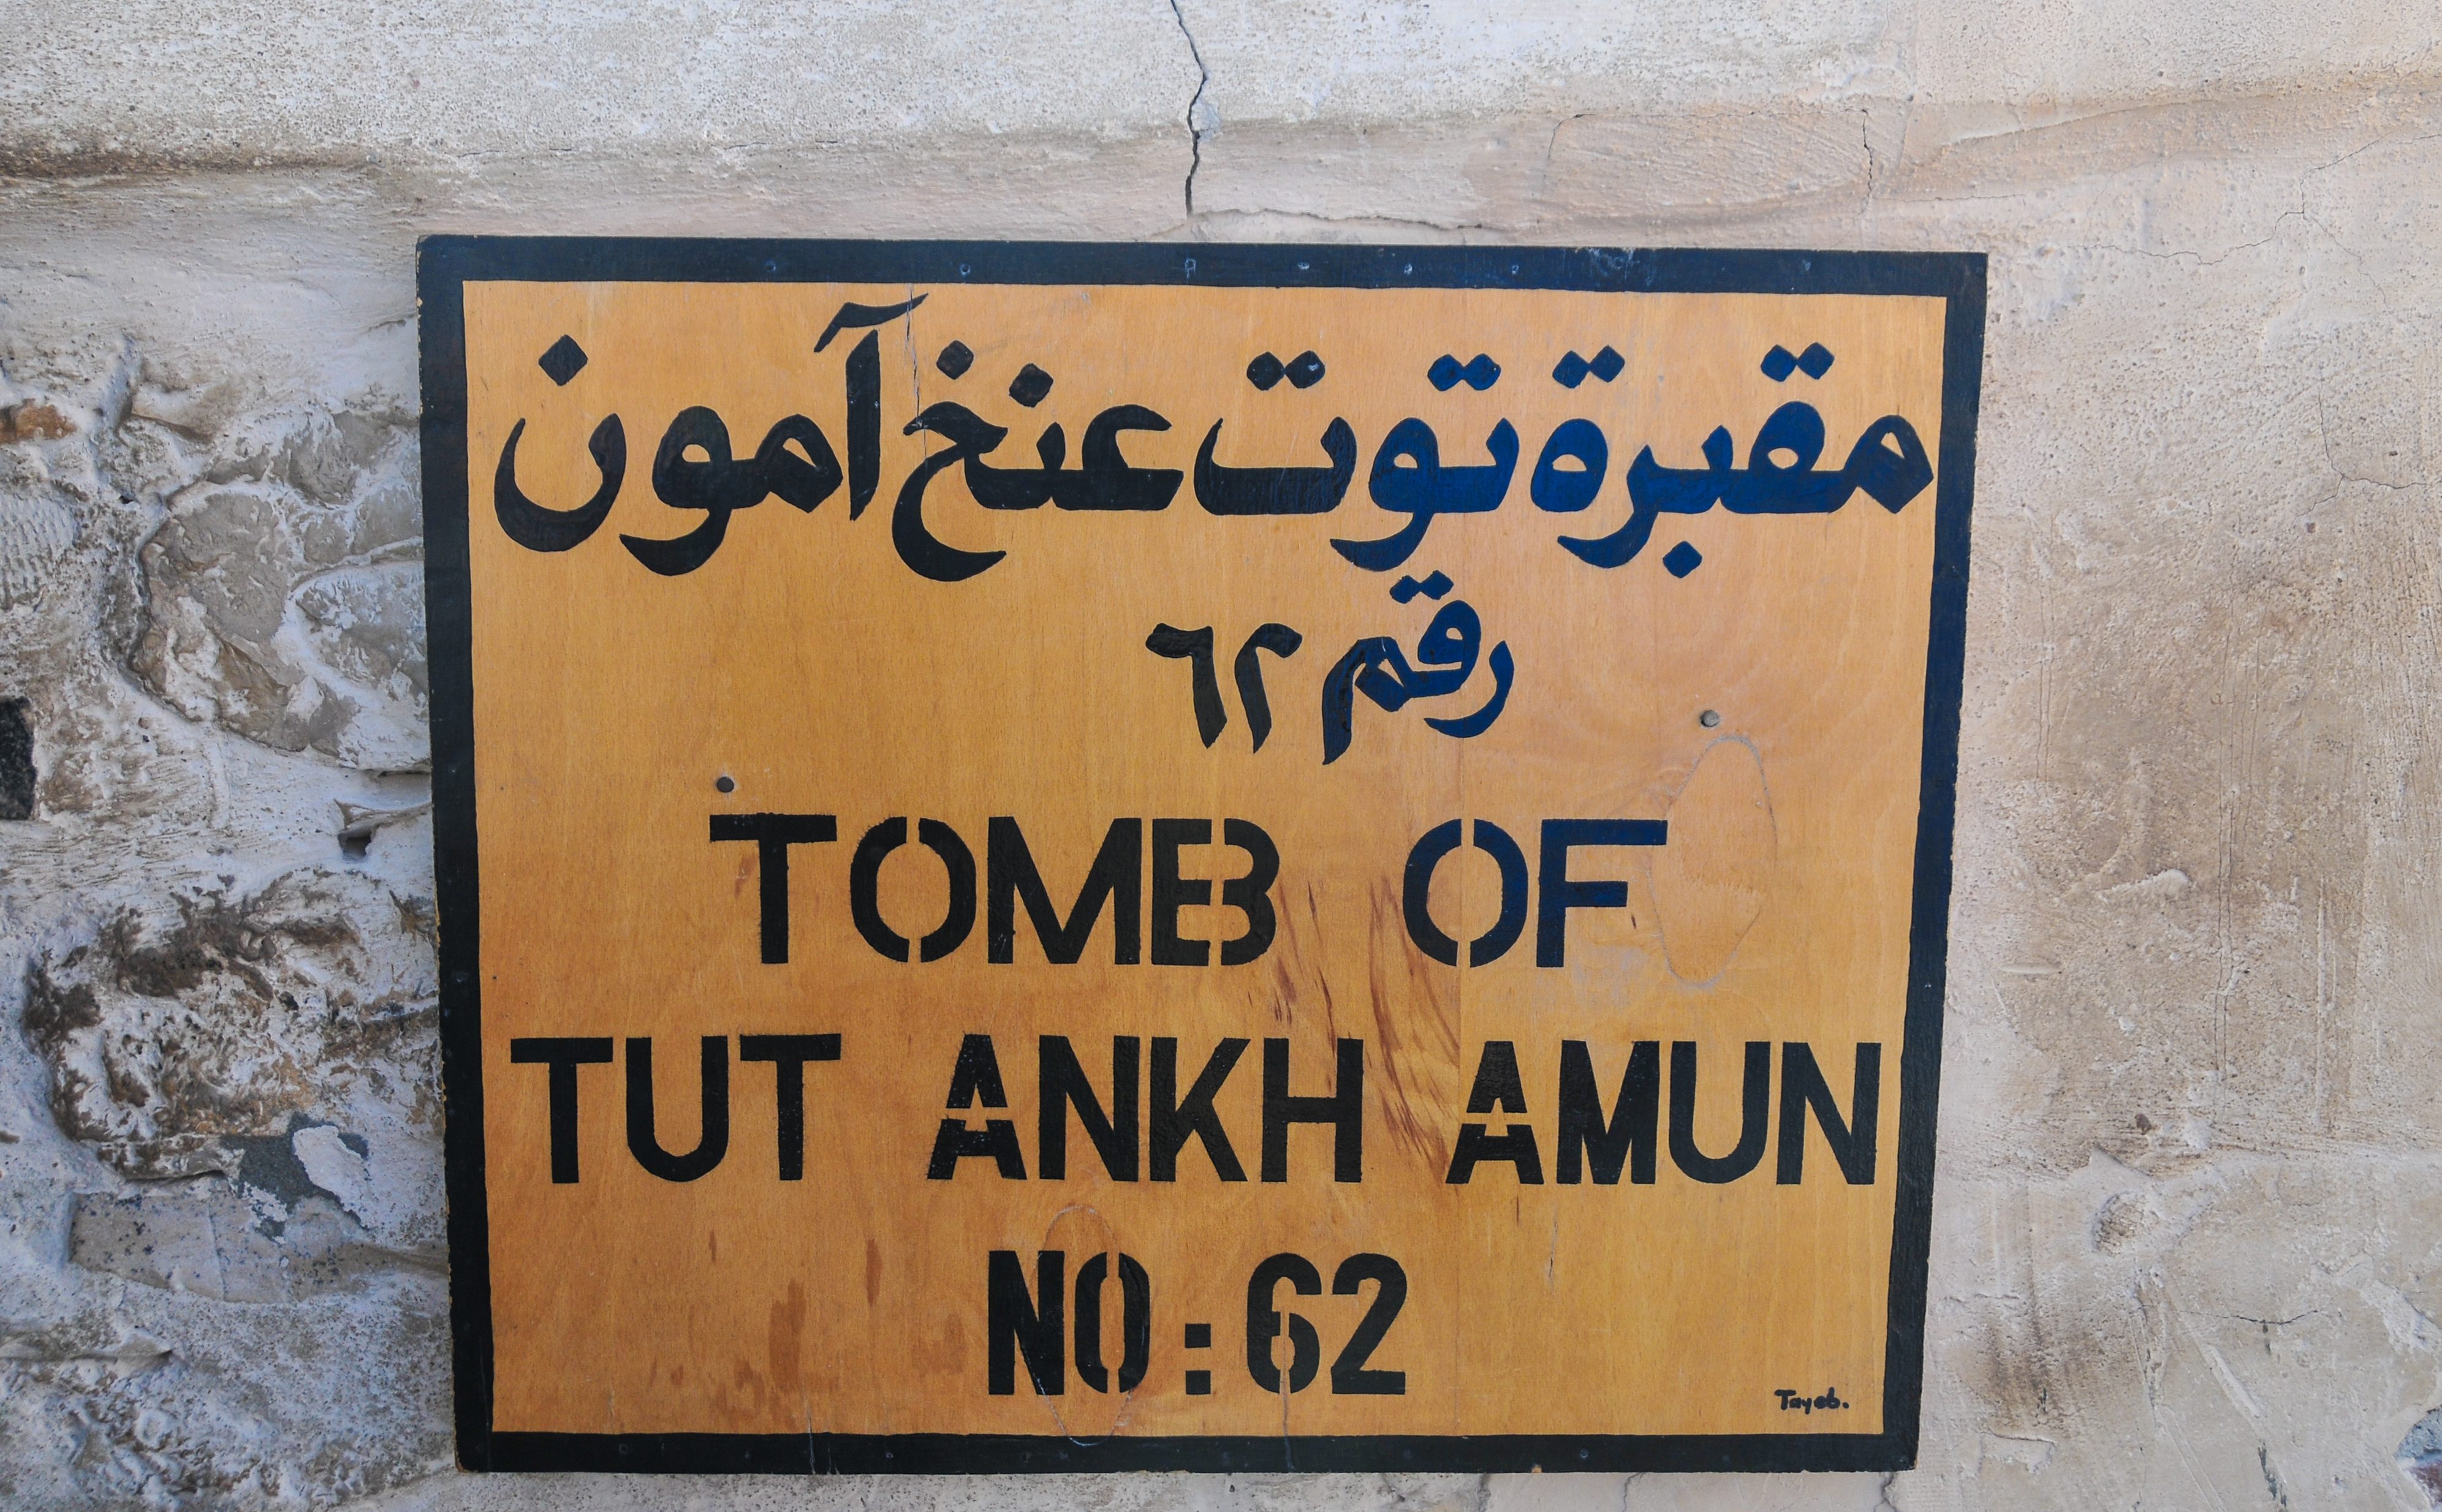 مقبرة توت عنخ آمون
رقم ٦٢
TOMB OF
TUT ANKH AMUN
NO:62
Tayeb.